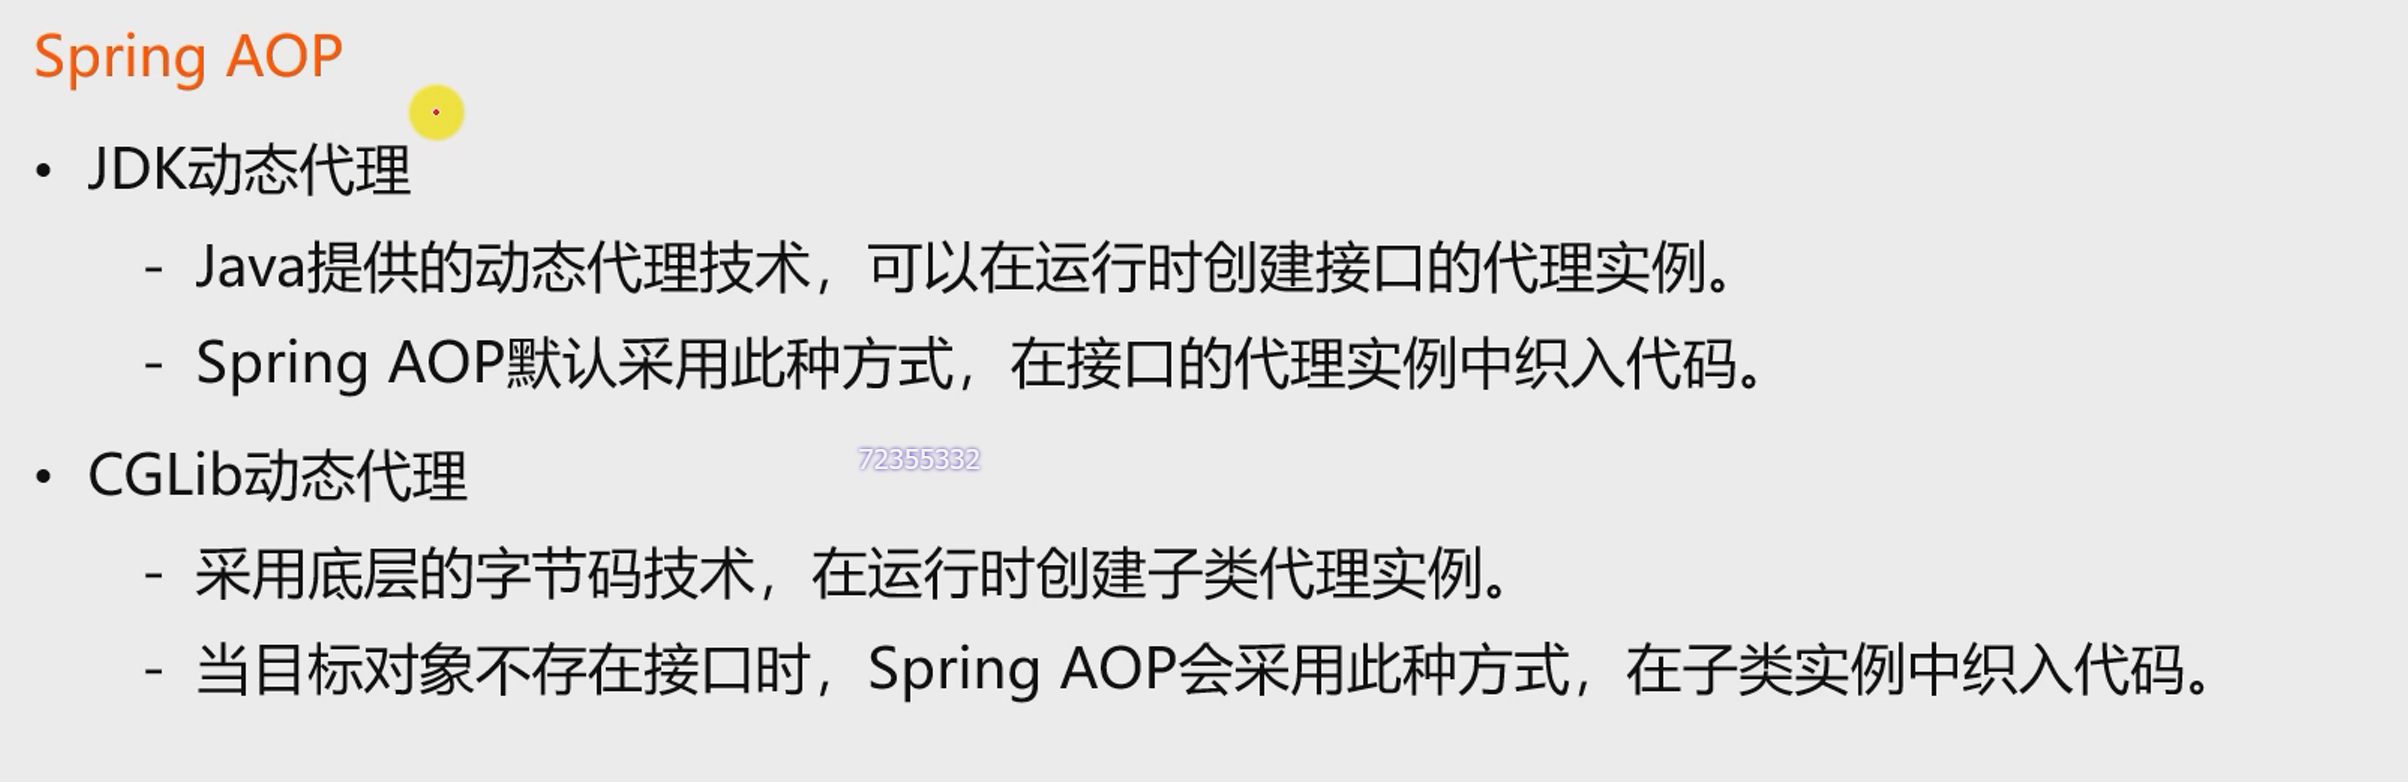 Spring AOP
• JDK动态代理
- Java提供的动态代理技术，可以在运行时创建接口的代理实例。
- Spring AOP默认采用此种方式，在接口的代理实例中织入代码。
• CGLib动态代理
72355332
- 采用底层的字节码技术，在运行时创建子类代理实例。
- 当目标对象不存在接口时，Spring AOP会采用此种方式，在子类实例中织入代码。